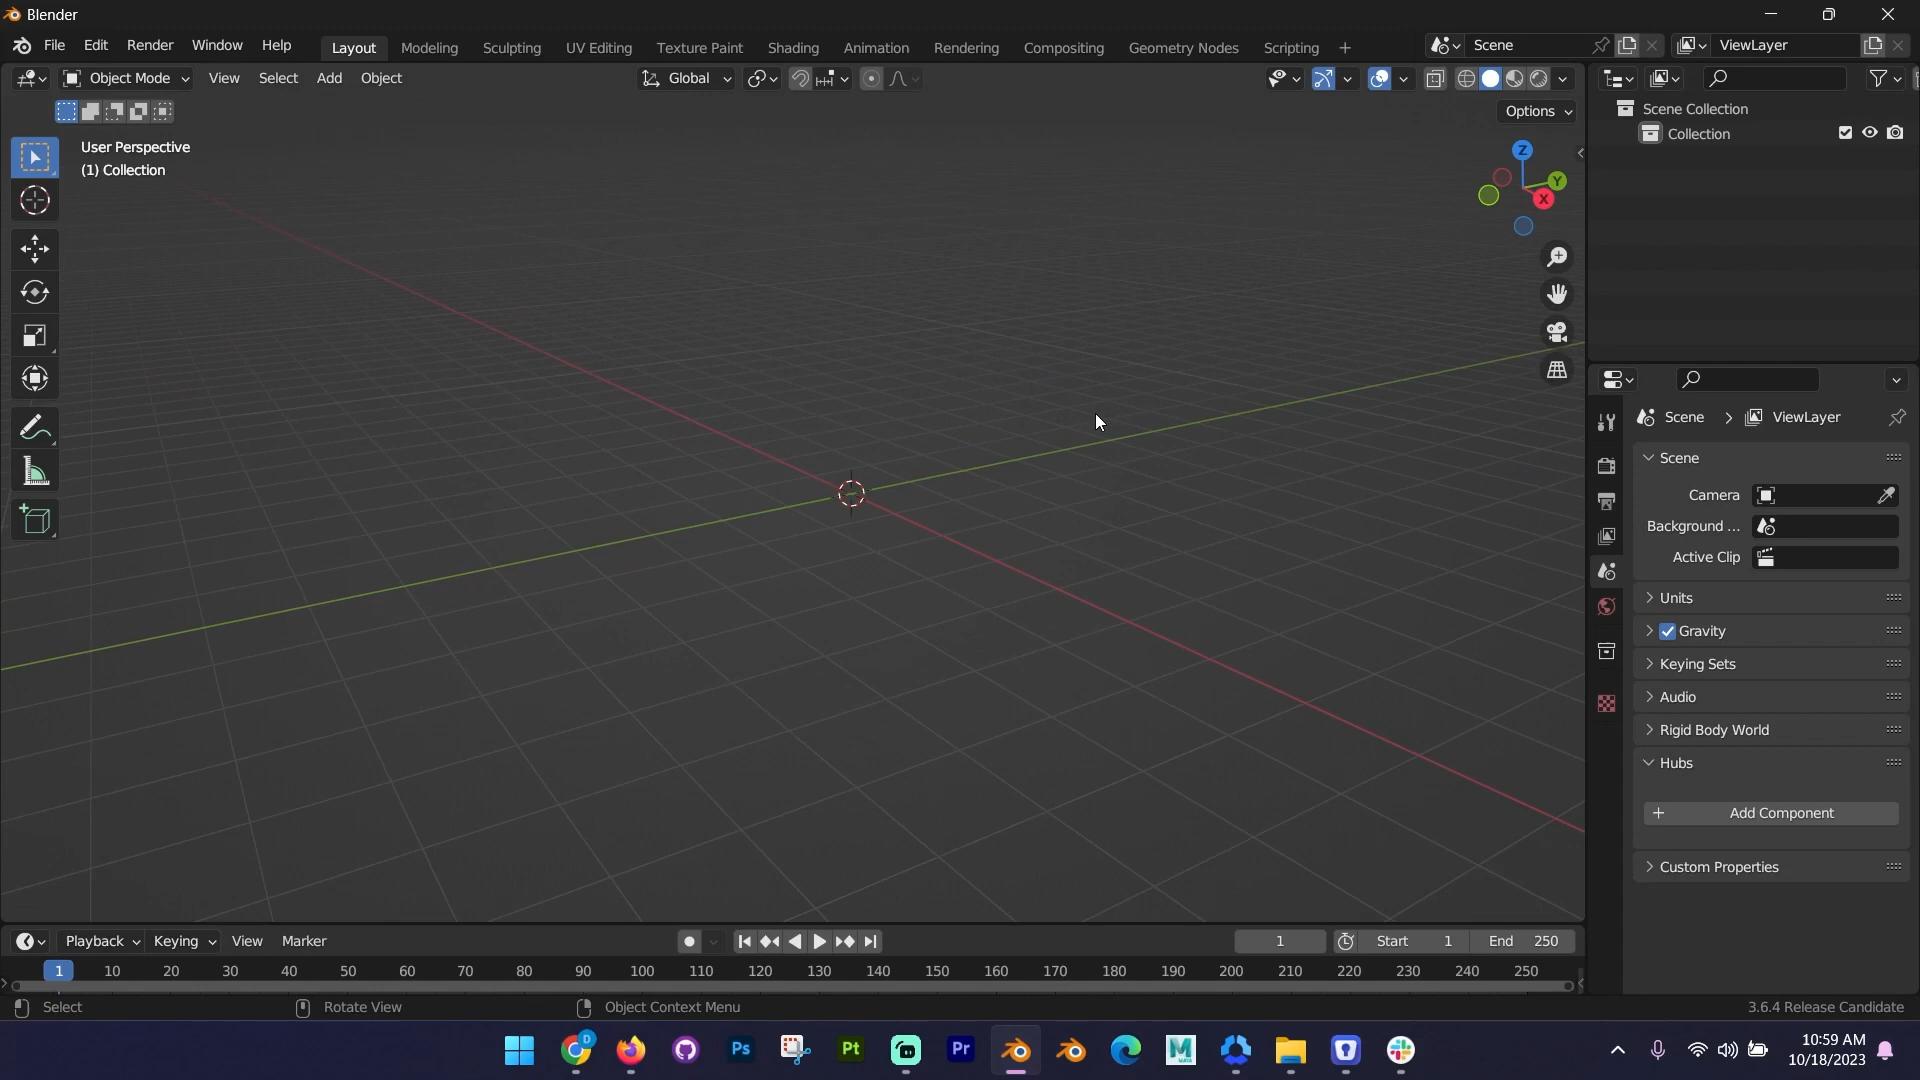 Blender
File Edit Render Window Help Layout Modeling Sculpting UV Editing Texture Paint Shading Animation Rendering Compositing Geometry Nodes Scripting + Scene ViewLayer
Object Mode View Select Add Object Global
Options
User Perspective
(1) Collection
Z
Y
X
Scene Collection
Collection
Scene > ViewLayer
Scene
Camera
Background ...
Active Clip
Units
Gravity
Keying Sets
Audio
Rigid Body World
Hubs
+ Add Component
Custom Properties
Playback Keying View Marker 1 Start 1 End 250
1 10 20 30 40 50 60 70 80 90 100 110 120 130 140 150 160 170 180 190 200 210 220 230 240 250
Select Rotate View Object Context Menu 3.6.4 Release Candidate
D
Ps Pt Pr M
10:59 AM
10/18/2023